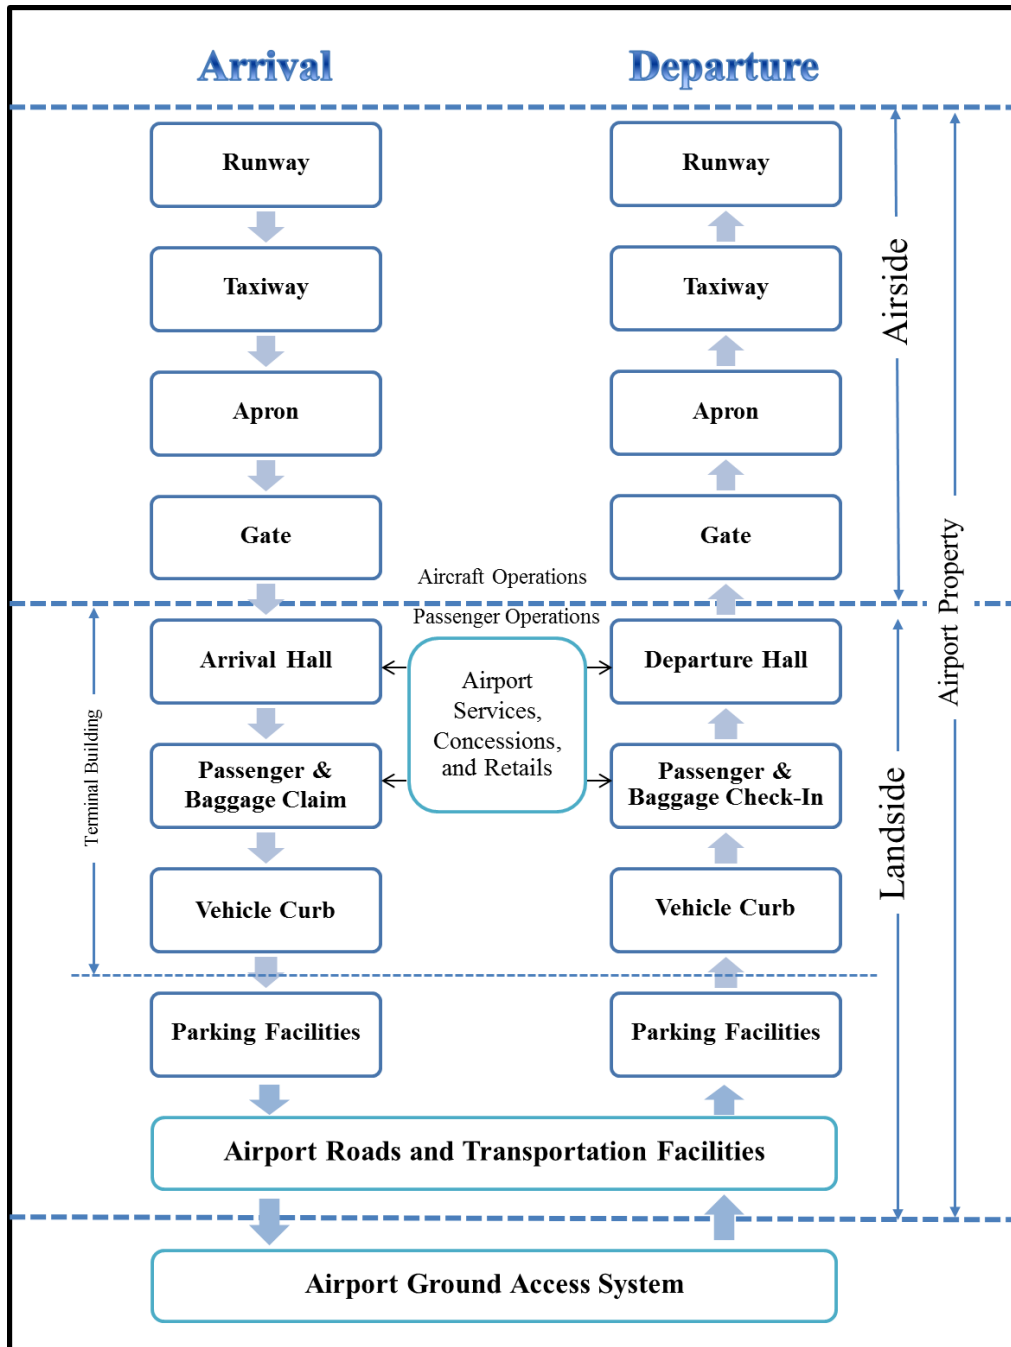 Arrival
Departure
Runway
Runway
Taxiway
Taxiway
Apron
Apron
Gate
Gate
Airside
Aircraft Operations
Passenger Operations
Airport Property
Arrival Hall
Airport
Services,
Concessions,
and Retails
Departure Hall
Terminal Building
Passenger &
Baggage Claim
Passenger &
Baggage Check-In
Landside
Vehicle Curb
Vehicle Curb
Parking Facilities
Parking Facilities
Airport Roads and Transportation Facilities
Airport Ground Access System